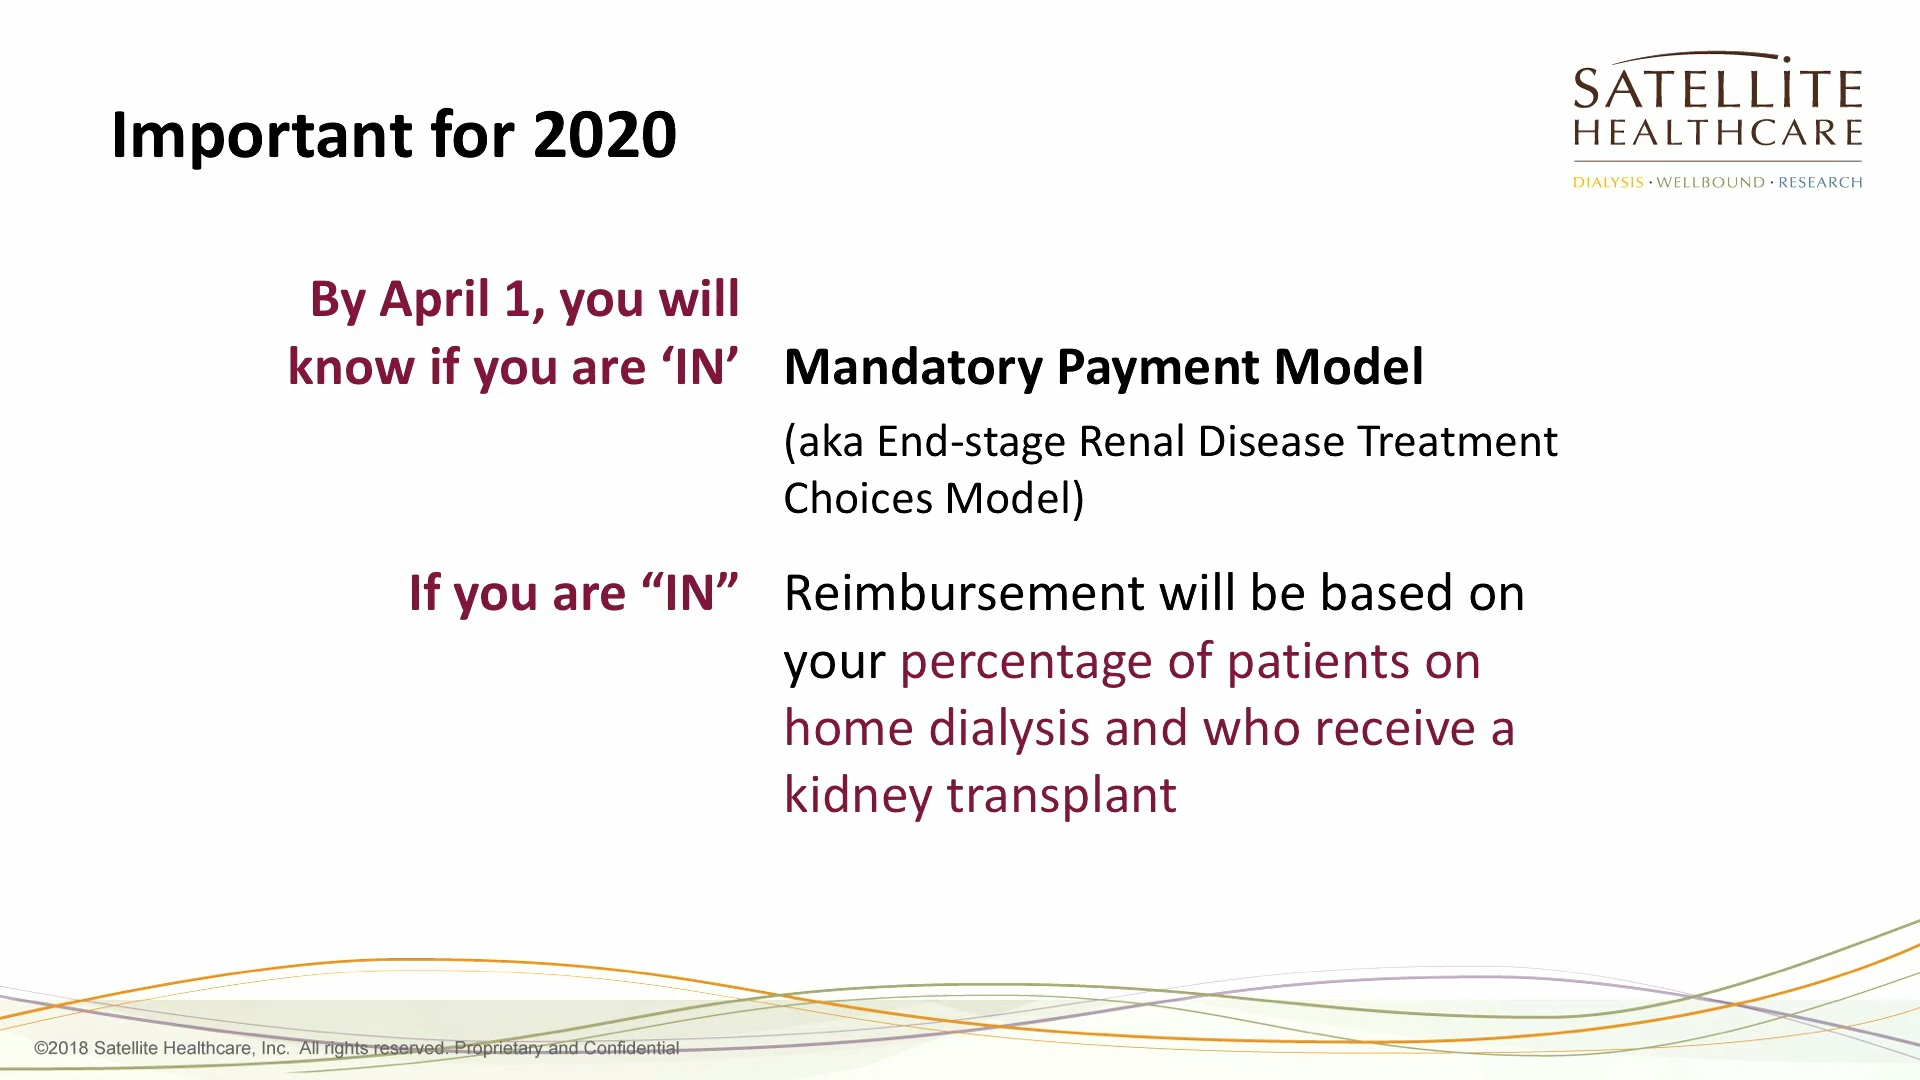 Important for 2020
SATELLITE
HEALTHCARE
DIALYSIS · WELLBOUND · RESEARCH
By April 1, you will
know if you are ‘IN’
Mandatory Payment Model
(aka End-stage Renal Disease Treatment
Choices Model)
If you are “IN”
Reimbursement will be based on
your percentage of patients on
home dialysis and who receive a
kidney transplant
©2018 Satellite Healthcare, Inc. All rights reserved. Proprietary and Confidential